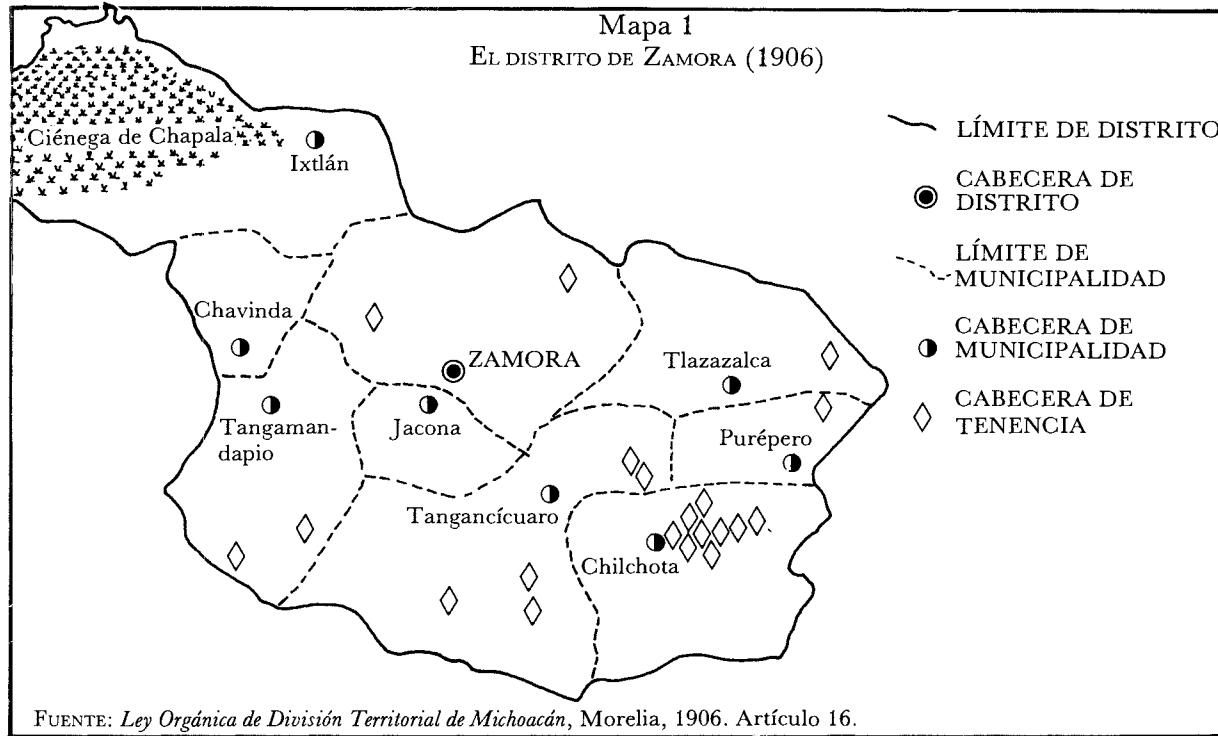 Mapa 1
EL DISTRITO DE ZAMORA (1906)
Ciénega de Chapala
Ixtlán
Chavinda
ZAMORA
Tlazazalca
Tangaman-
dapio
Jacona
Purépero
Tangancícuaro
Chilchota
LÍMITE DE DISTRITO
CABECERA DE
DISTRITO
LÍMITE DE
MUNICIPALIDAD
CABECERA DE
MUNICIPALIDAD
CABECERA DE
TENENCIA
FUENTE: Ley Orgánica de División Territorial de Michoacán, Morelia, 1906. Artículo 16.